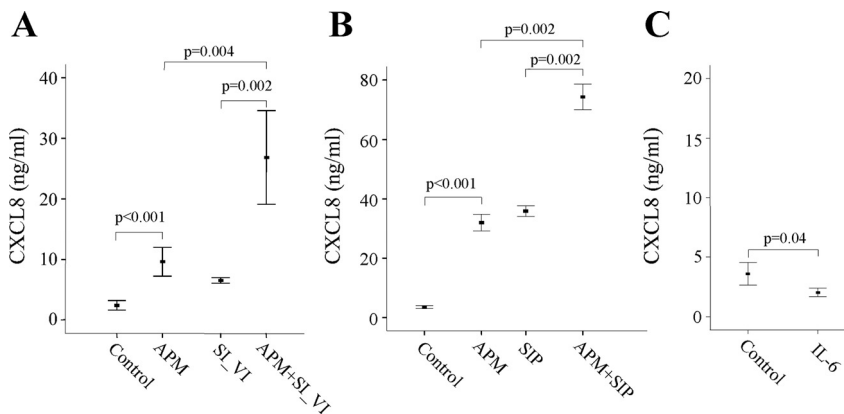 A
p=0.004
p=0.002
p<0.001
CXCL8 (ng/ml)
40
30
20
10
0
Control
APM
SI_VI
APM+SI_VI
B
p=0.002
p=0.002
p<0.001
CXCL8 (ng/ml)
80
60
40
20
0
Control
APM
SIP
APM+SIP
C
p=0.04
CXCL8 (ng/ml)
20
15
10
5
0
Control
IL-6